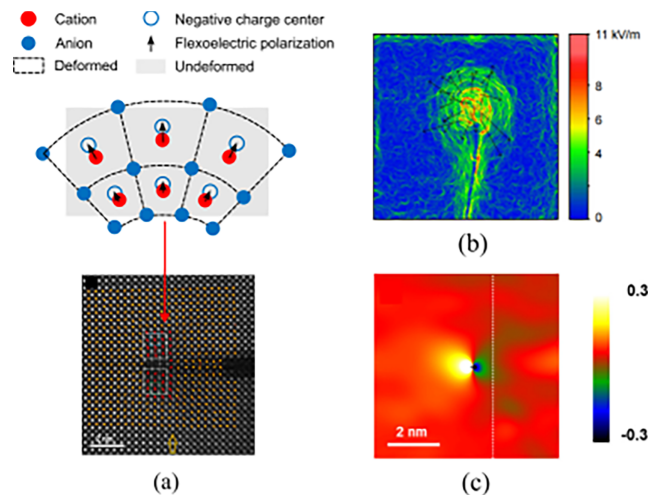 Cation
Negative charge center
Anion
Flexoelectric polarization
Deformed
Undeformed
11 kV/m
8
6
4
2
0
(b)
0.3
-0.3
2 nm
(a)
(c)